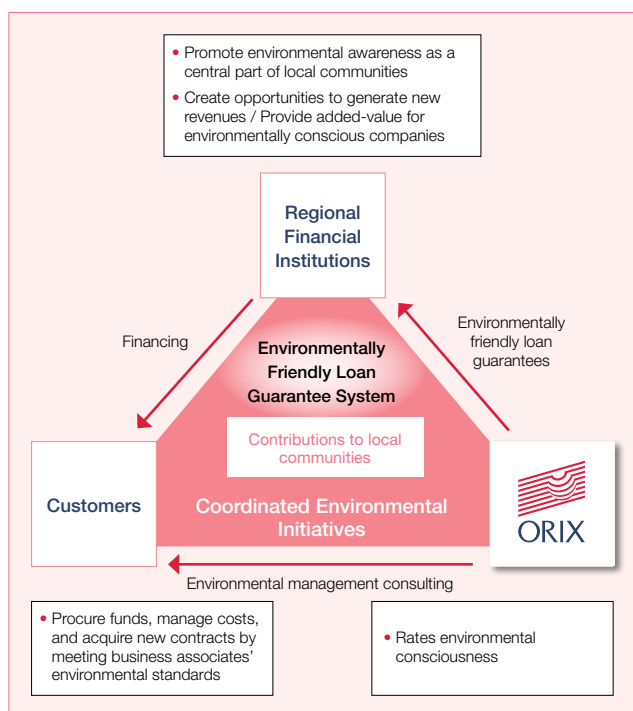 • Promote environmental awareness as a
central part of local communities
• Create opportunities to generate new
revenues / Provide added-value for
environmentally conscious companies
Regional
Financial
Institutions
Financing
Environmentally
friendly loan
guarantees
Environmentally
Friendly Loan
Guarantee System
Contributions to local
communities
Customers
Coordinated Environmental
Initiatives
ORIX
Environmental management consulting
• Procure funds, manage costs,
and acquire new contracts by
meeting business associates’
environmental standards
• Rates environmental
consciousness